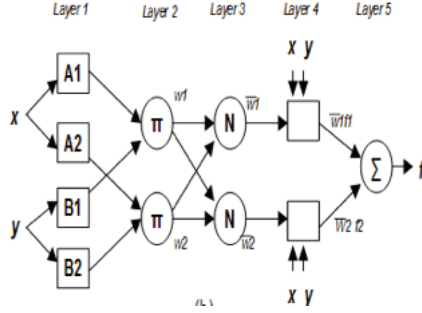 Layer 1 Layer 2 Layer 3 Layer 4 Layer 5
x y
A1
w1 w̅1
x
A2
π N
w̅1f1
Σ f
y
B1
π N
w̅2 f2
B2
w2 w̅2
x y